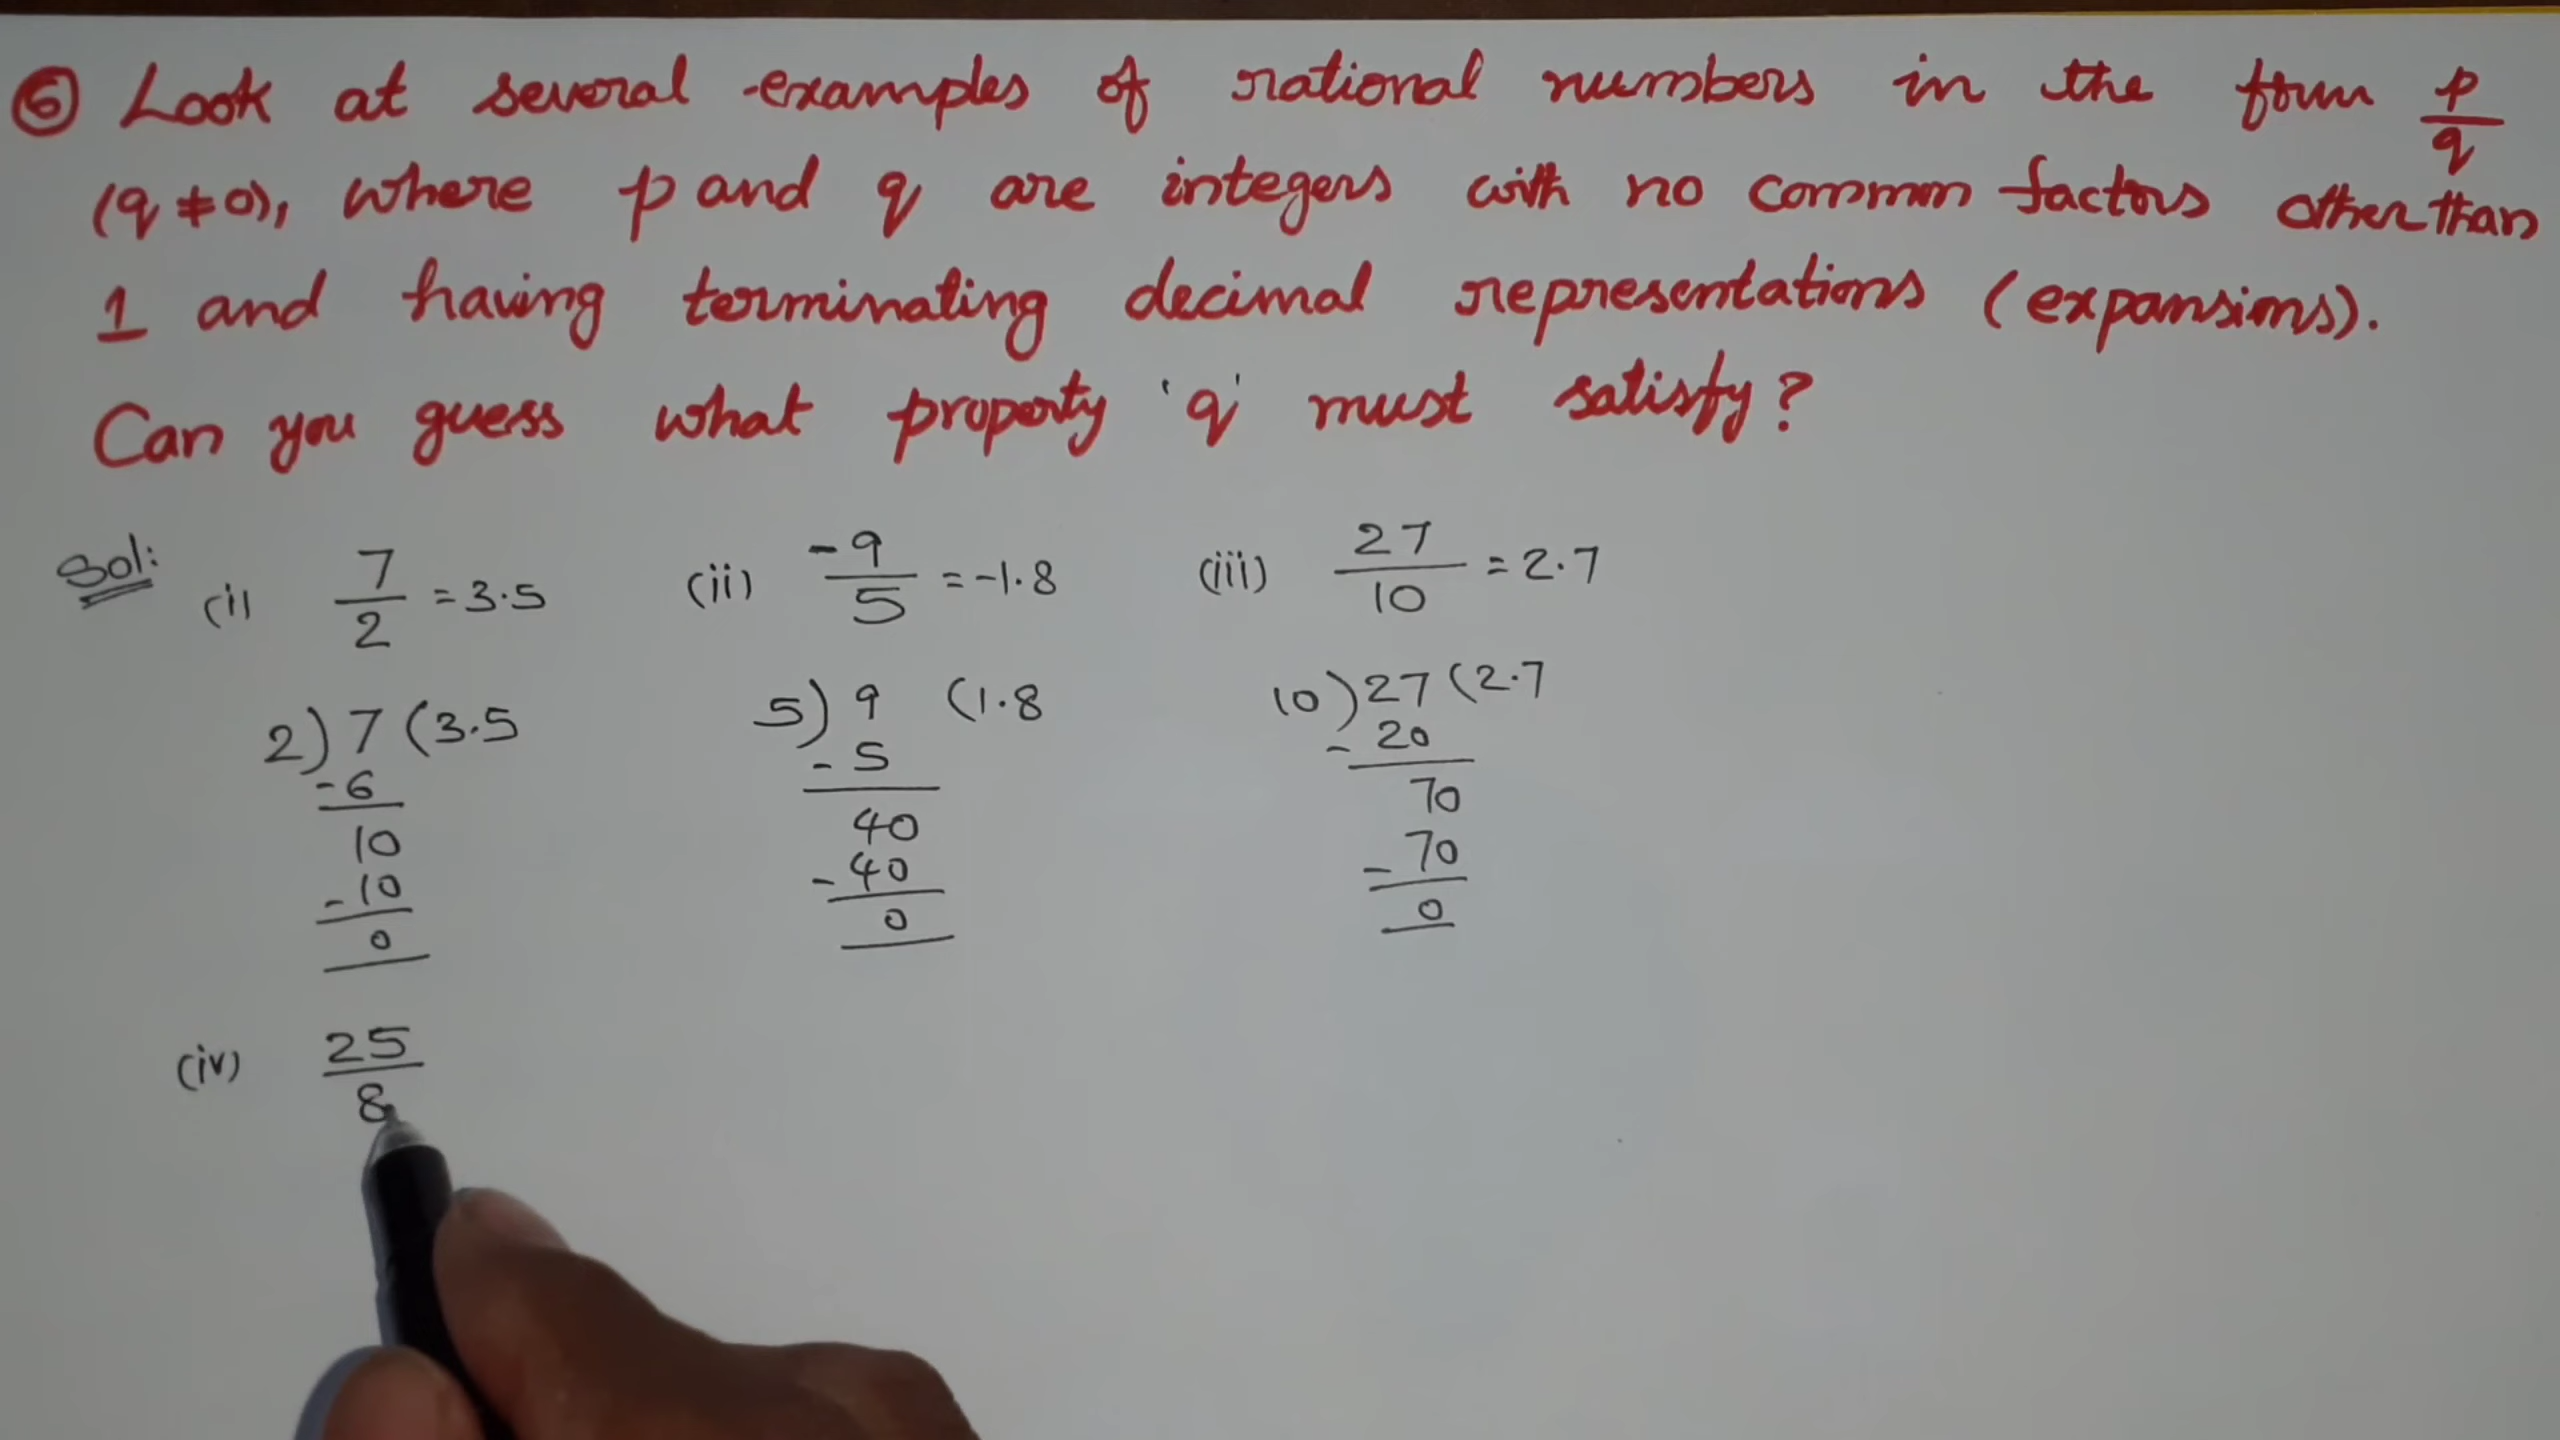 ⑥ Look at several examples of rational numbers in the form p/q
(q ≠ 0), where p and q are integers with no common factors other than
1 and having terminating decimal representations (expansions).
Can you guess what property 'q' must satisfy?
Sol:
(i) 7/2 = 3.5 (ii) -9/5 = -1.8 (iii) 27/10 = 2.7
2) 7 (3.5
- 6
10
- 10
0
5) 9 (1.8
- 5
40
- 40
0
10) 27 (2.7
- 20
70
- 70
0
(iv) 25/8